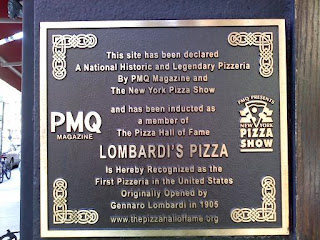 This site has been declared
A National Historic and Legendary Pizzeria
By PMQ Magazine and
The New York Pizza Show
and has been inducted as
a member of
The Pizza Hall of Fame
PMQ
MAGAZINE
PMQ PRESENTS
NEW YORK
PIZZA
SHOW
LOMBARDI'S PIZZA
Is Hereby Recognized as the
First Pizzeria in the United States
Originally Opened by
Gennaro Lombardi in 1905
www.thepizzahalloffame.org